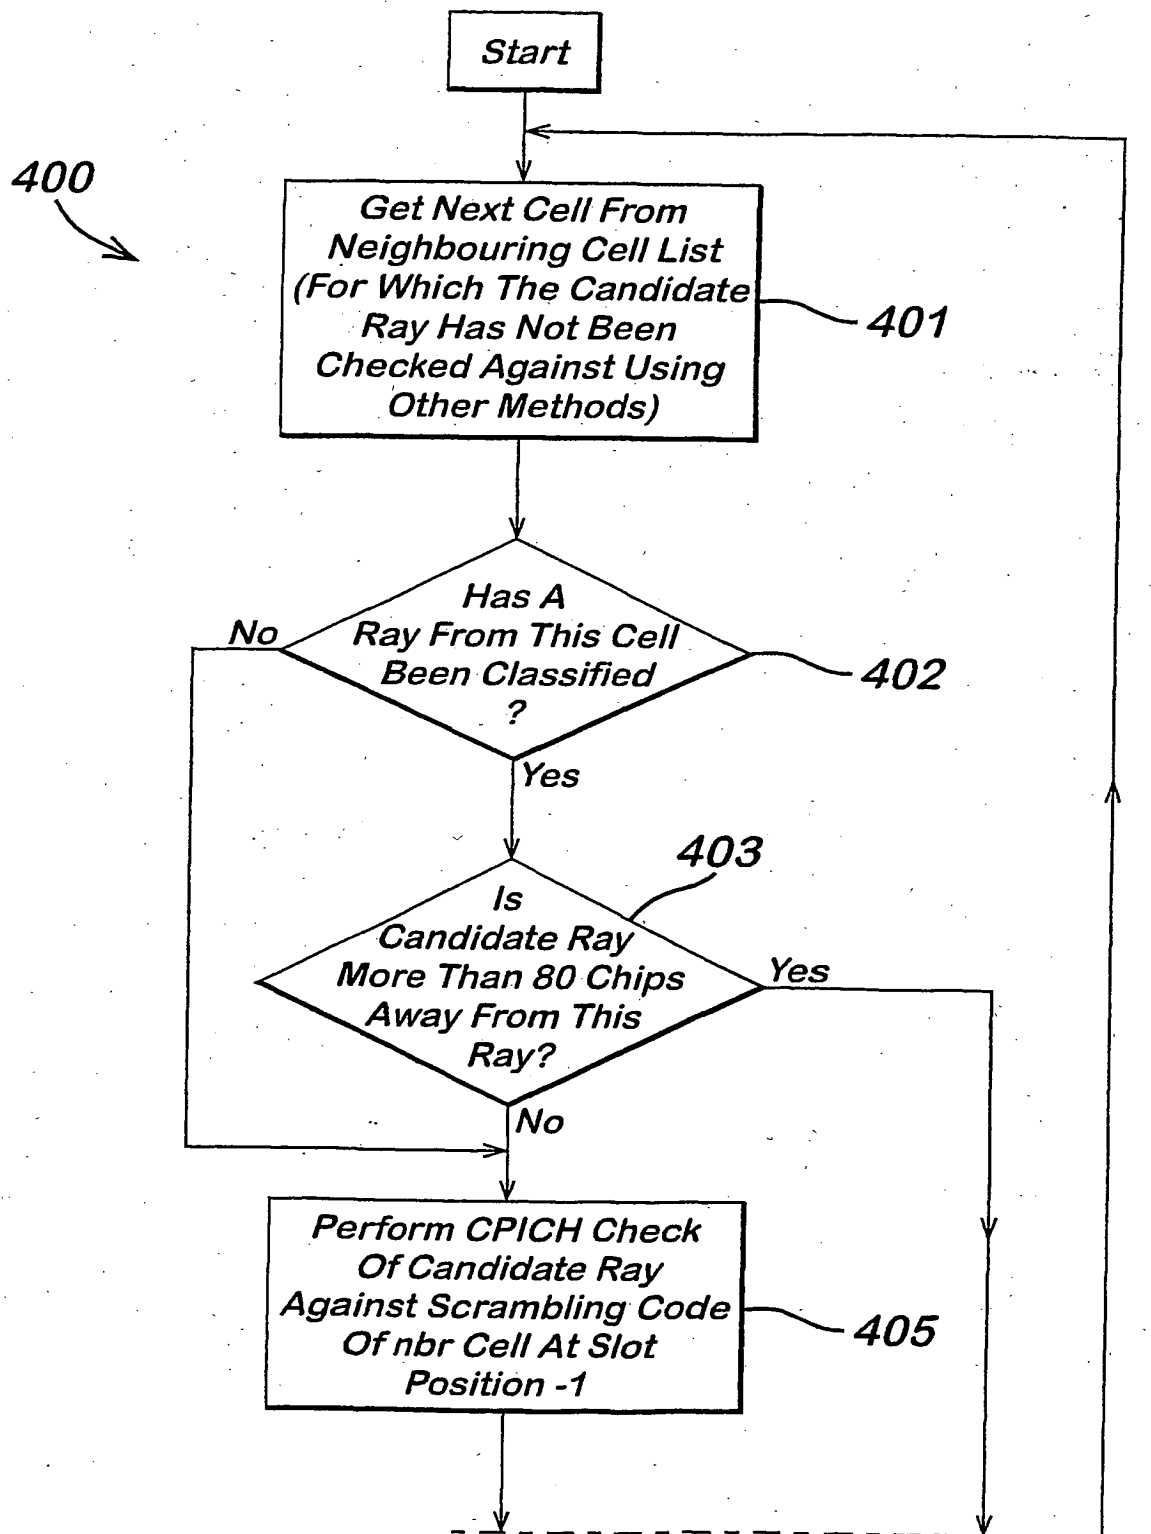 Start
400
Get Next Cell From
Neighbouring Cell List
(For Which The Candidate
Ray Has Not Been
Checked Against Using
Other Methods)
401
Has A
Ray From This Cell
Been Classified
?
No
402
Yes
403
Is
Candidate Ray
More Than 80 Chips
Away From This
Ray?
Yes
No
Perform CPICH Check
Of Candidate Ray
Against Scrambling Code
Of nbr Cell At Slot
Position -1
405